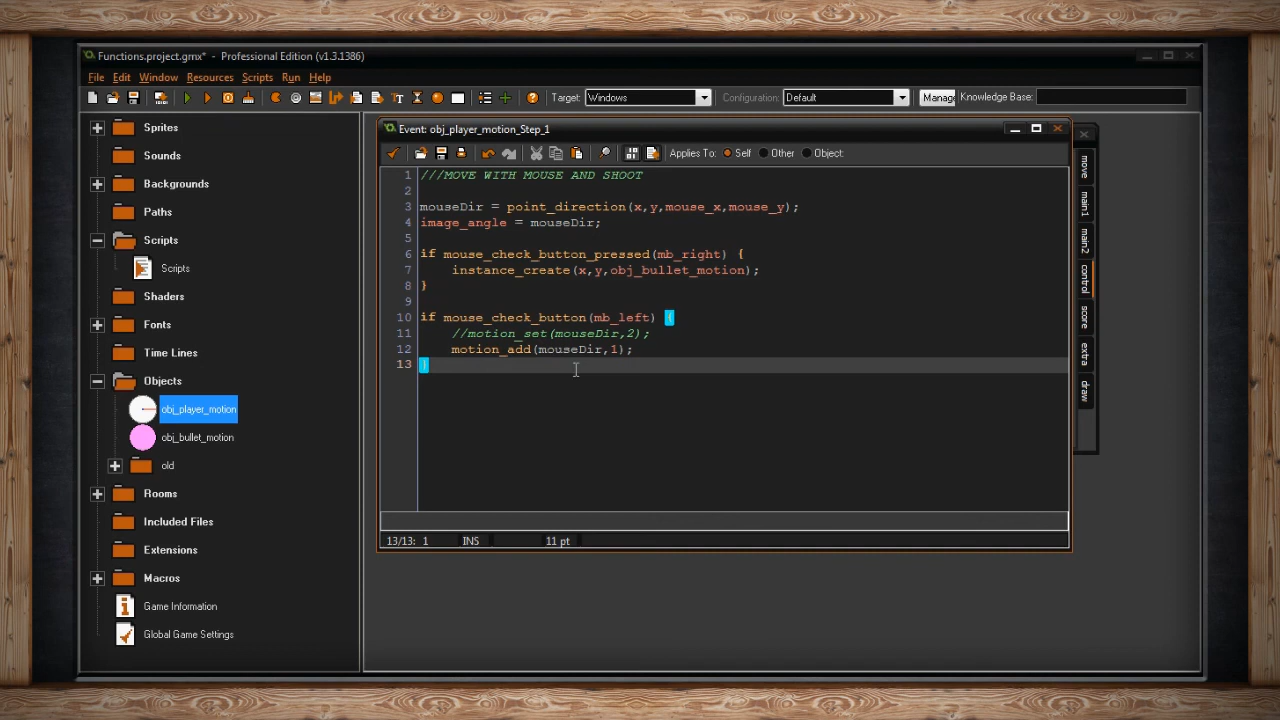 Functions.project.gmx* - Professional Edition (v1.3.1386)
File Edit Window Resources Scripts Run Help
Target: Windows Configuration: Default Manag Knowledge Base:
Sprites
Sounds
Backgrounds
Paths
Scripts
Scripts
Shaders
Fonts
Time Lines
Objects
obj_player_motion
obj_bullet_motion
old
Rooms
Included Files
Extensions
Macros
Game Information
Global Game Settings
Event: obj_player_motion_Step_1
Applies To: Self Other Object:
1 ///MOVE WITH MOUSE AND SHOOT
2
3 mouseDir = point_direction(x,y,mouse_x,mouse_y);
4 image_angle = mouseDir;
5
6 if mouse_check_button_pressed(mb_right) {
7 instance_create(x,y,obj_bullet_motion);
8 }
9
10 if mouse_check_button(mb_left) {
11 //motion_set(mouseDir,2);
12 motion_add(mouseDir,1);
13 }
13/13: 1 INS 11 pt
move
main1
main2
control
score
extra
draw